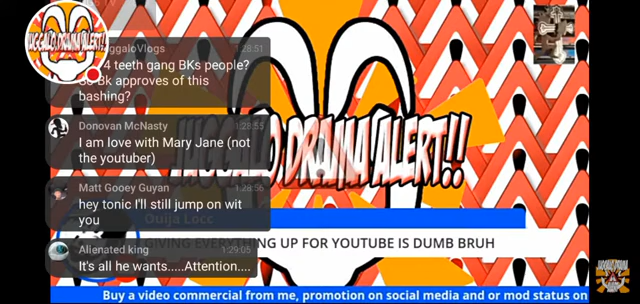 JUGGALO DRAMA ALERT!!
ggaloVlogs 1:28:51
4 teeth gang BKs people?
Bk approves of this
bashing?
Donovan McNasty 1:28:55
I am love with Mary Jane (not
the youtuber)
JUGGALO DRAMA ALERT!!
Matt Gooey Guyan 1:28:56
hey tonic I'll still jump on wit
you
Ouija Locc
GIVING EVERYTHING UP FOR YOUTUBE IS DUMB BRUH
Alienated king 1:29:05
It's all he wants.....Attention....
Buy a video commercial from me, promotion on social media and or mod status on